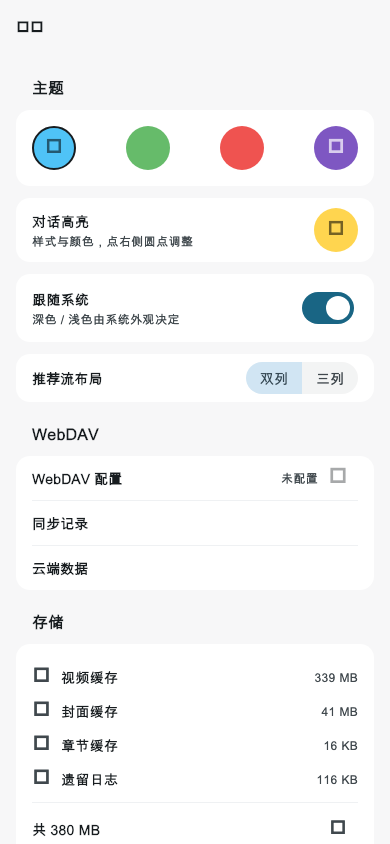 主题
对话高亮
样式与颜色，点右侧圆点调整
跟随系统
深色 / 浅色由系统外观决定
推荐流布局
双列
三列
WebDAV
WebDAV 配置
未配置
同步记录
云端数据
存储
视频缓存
339 MB
封面缓存
41 MB
章节缓存
16 KB
遗留日志
116 KB
共 380 MB